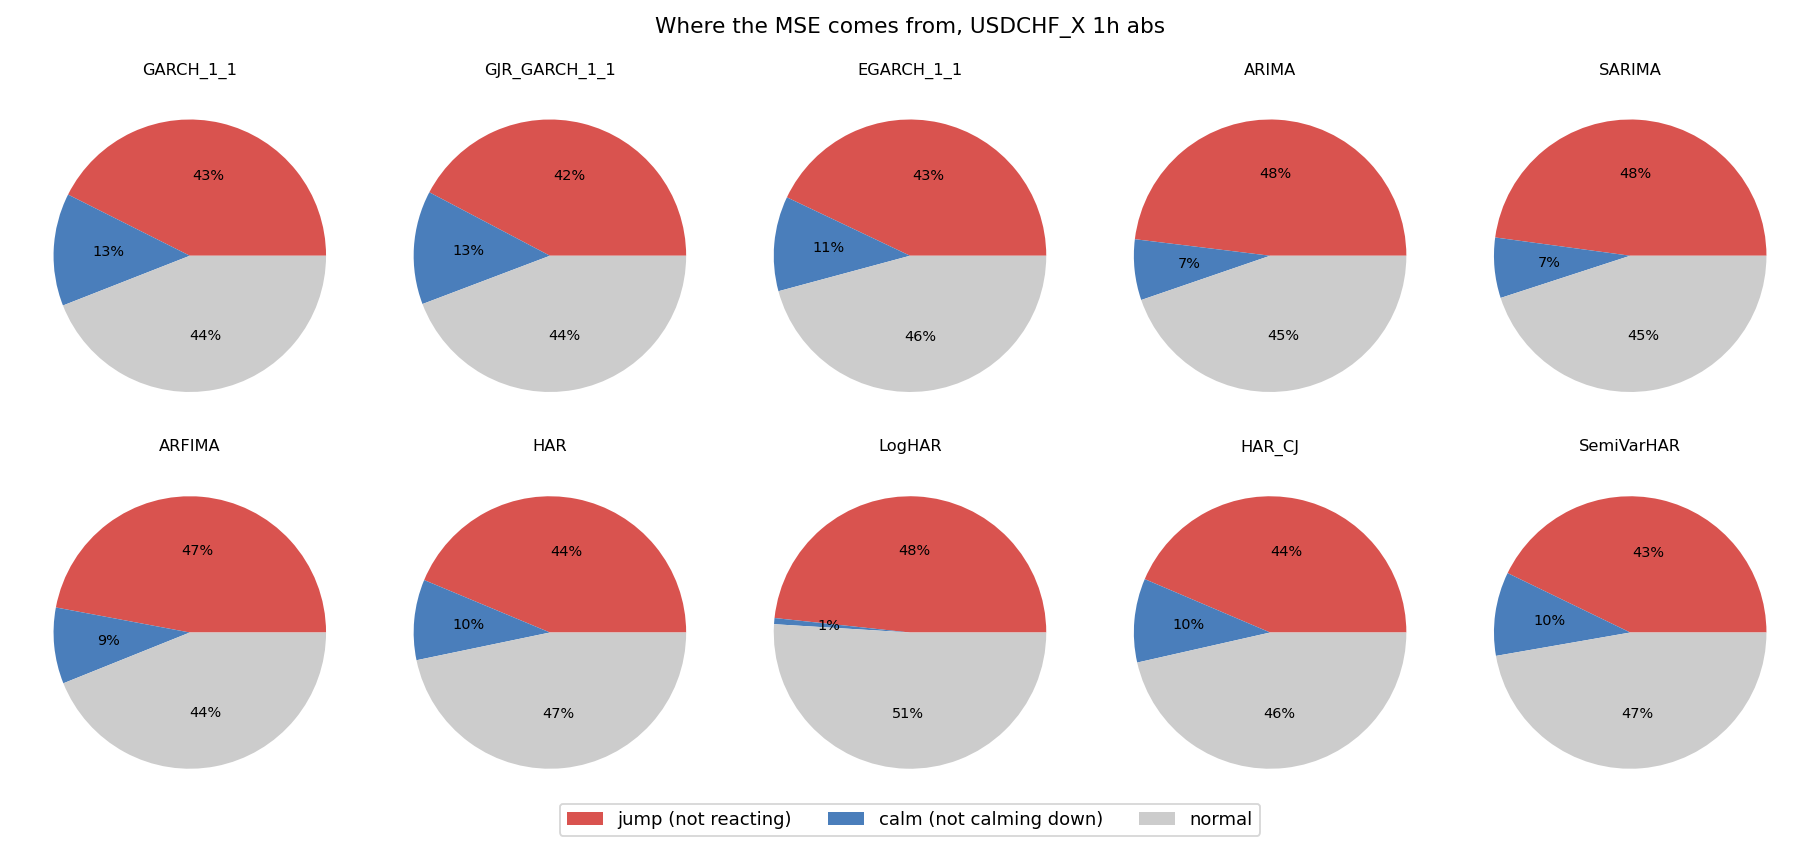 Where the MSE comes from, USDCHF_X 1h abs
GARCH_1_1
GJR_GARCH_1_1
EGARCH_1_1
ARIMA
SARIMA
43%
13%
44%
42%
13%
44%
43%
11%
46%
48%
7%
45%
48%
7%
45%
ARFIMA
HAR
LogHAR
HAR_CJ
SemiVarHAR
47%
9%
44%
44%
10%
47%
48%
1%
51%
44%
10%
46%
43%
10%
47%
jump (not reacting)
calm (not calming down)
normal